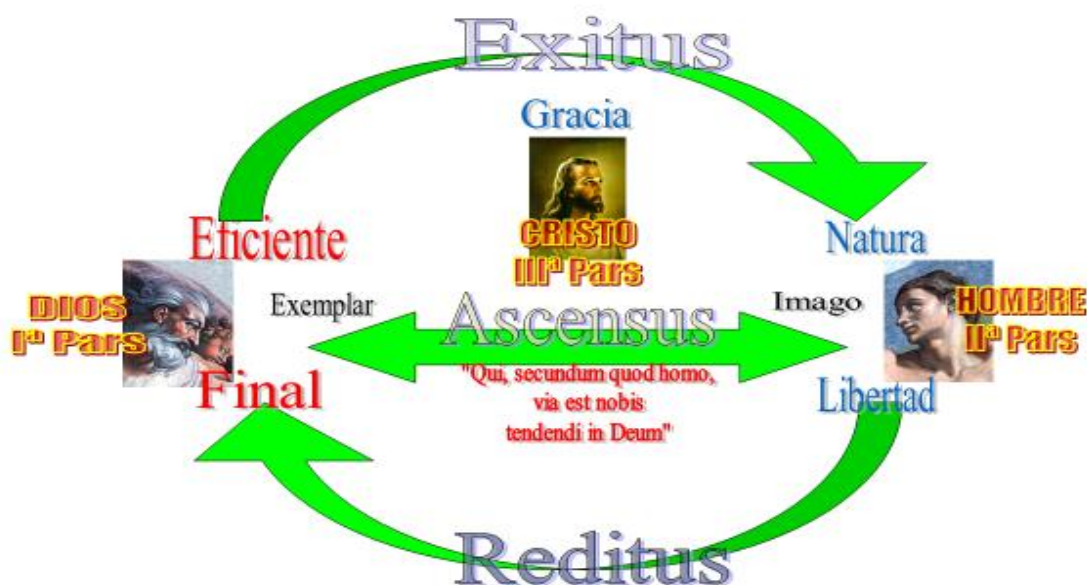 Exitus
Gracia
CRISTO
IIIª Pars
Eficiente
Natura
DIOS
Iª Pars
Exemplar
Imago
HOMBRE
IIª Pars
Ascensus
"Qui, secundum quod homo,
via est nobis
tendendi in Deum"
Final
Libertad
Reditus